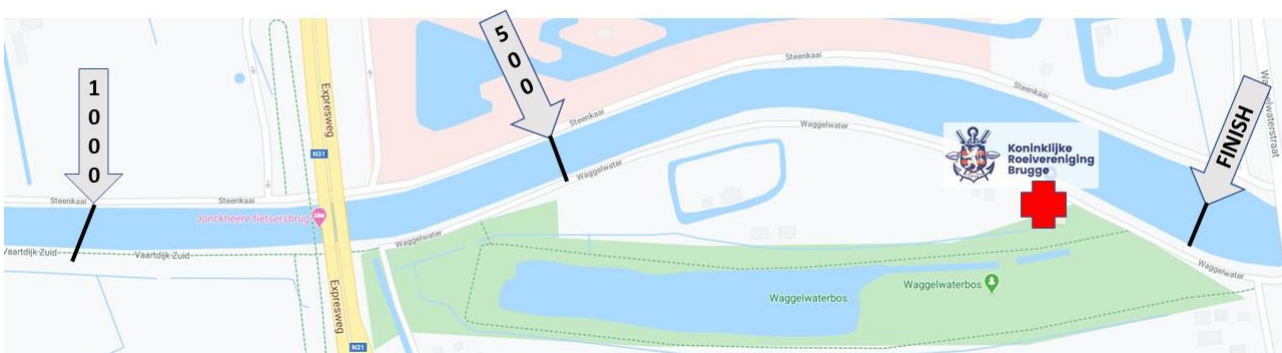 1
0
0
0
Steenkaai
Steenkaai
Vaartdijk-Zuid
Vaartdijk-Zuid
Expresweg
N31
Jonckheere fietsersbrug
Expresweg
N31
Waggelwater
5
0
0
Steenkaai
Waggelwater
Steenkaai
Waggelwater
Koninklijke
Roeivereniging
Brugge
Steenkaai
FINISH
Waggelwater
Waggelwaterbos
Waggelwaterbos